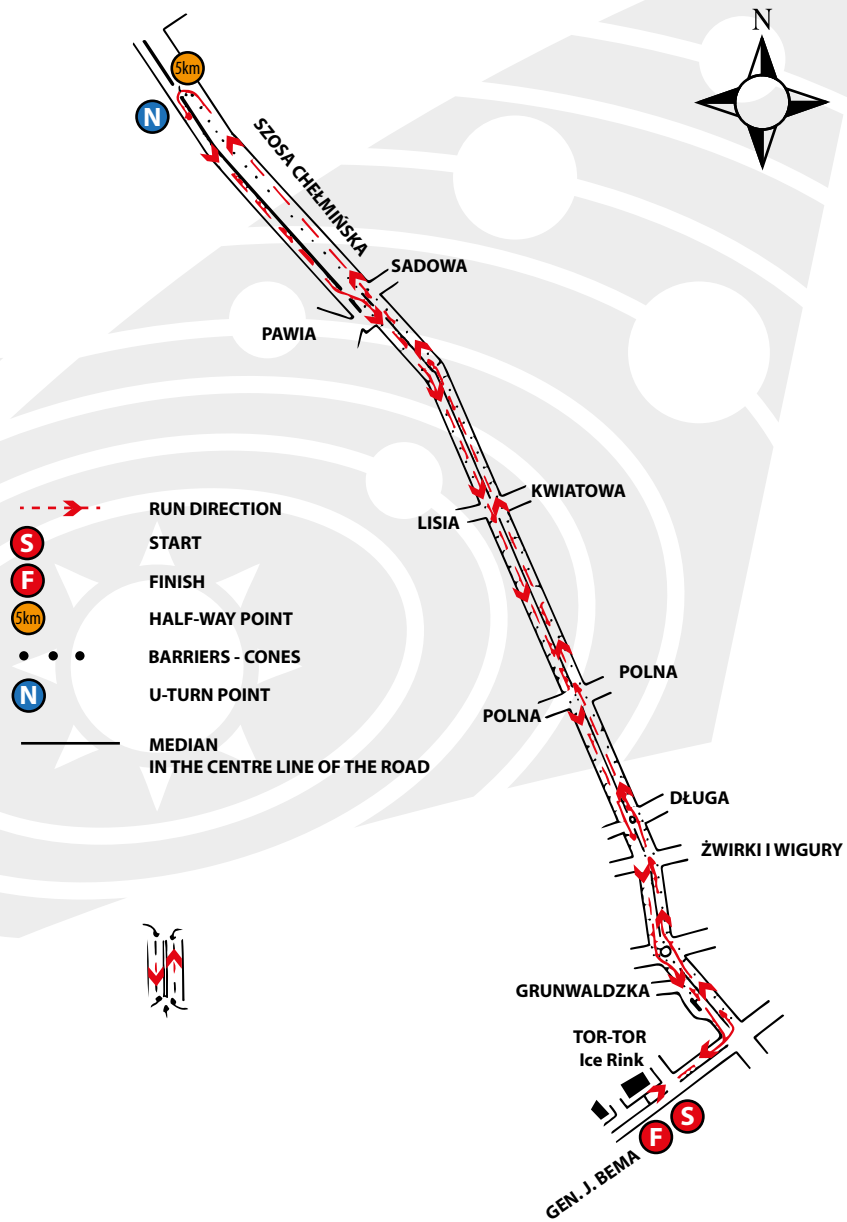 N
5km
N
SZOSA CHEŁMIŃSKA
SADOWA
PAWIA
KWIATOWA
LISIA
RUN DIRECTION
S
START
F
FINISH
5km
HALF-WAY POINT
BARRIERS - CONES
N
U-TURN POINT
MEDIAN
IN THE CENTRE LINE OF THE ROAD
POLNA
POLNA
DŁUGA
ŻWIRKI I WIGURY
GRUNWALDZKA
TOR-TOR
Ice Rink
S
F
GEN. J. BEMA